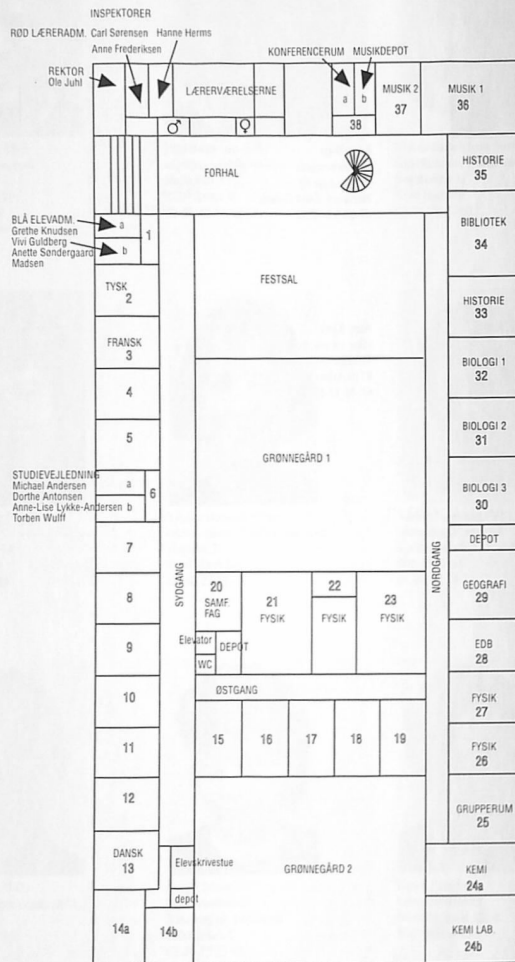 INSPEKTORER
RØD LÆRERADM. Carl Sørensen Hanne Herms
Anne Frederiksen
REKTOR
Ole Juhl
LÆRERVÆRELSERNE
♂
♀
KONFERENCERUM MUSIKDEPOT
a b
38
MUSIK 2
37
MUSIK 1
36
FORHAL
HISTORIE
35
BLÅ ELEVADM.
Grethe Knudsen
Vivi Guldberg
Anette Søndergaard
Madsen
a
b
1
BIBLIOTEK
34
TYSK
2
FESTSAL
HISTORIE
33
FRANSK
3
BIOLOGI 1
32
4
5
BIOLOGI 2
31
GRØNNEGÅRD 1
STUDIEVEJLEDNING
Michael Andersen
Dorthe Antonsen
Anne-Lise Lykke-Andersen
Torben Wulff
a
b
6
BIOLOGI 3
30
7
DEPOT
SYDGANG
NORDGANG
8
20
SAMF.
FAG
21
FYSIK
22
FYSIK
23
FYSIK
GEOGRAFI
29
9
Elevator
DEPOT
WC
EDB
28
10
ØSTGANG
FYSIK
27
11
15
16
17
18
19
FYSIK
26
12
GRUPPERUM
25
DANSK
13
Elevskrivestue
depot
GRØNNEGÅRD 2
KEMI
24a
14a
14b
KEMI LAB.
24b